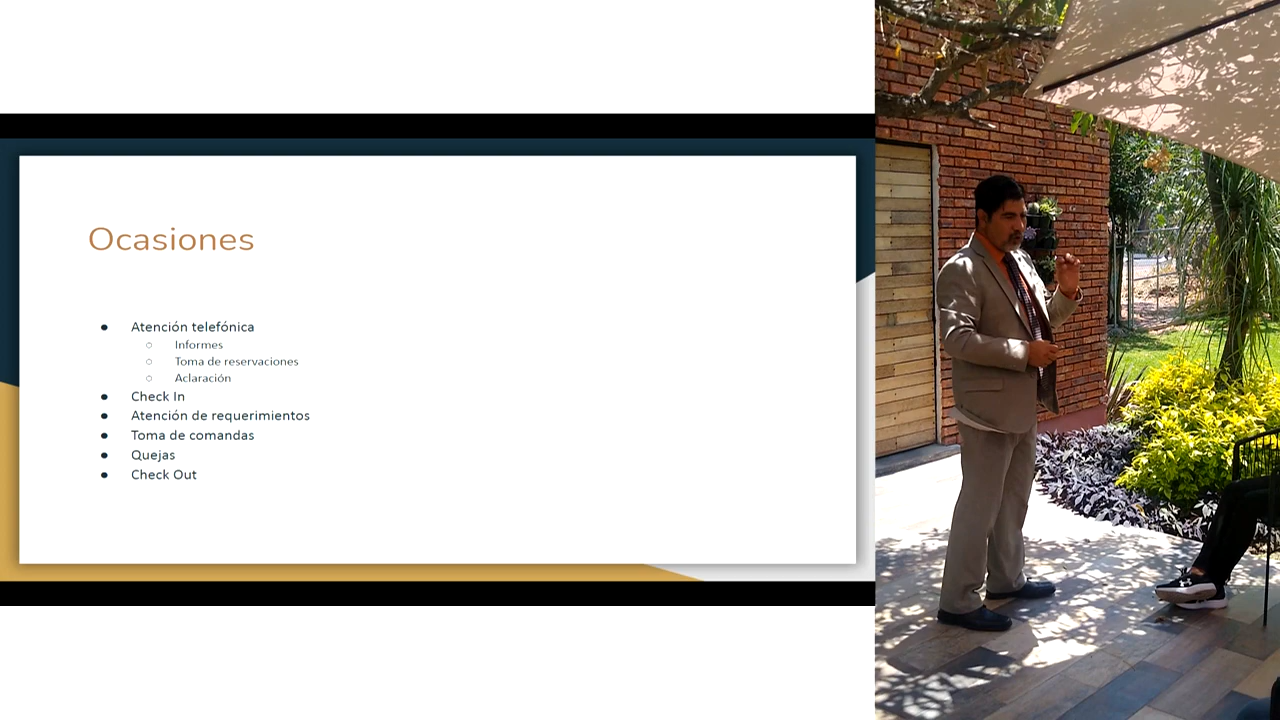 Ocasiones
● Atención telefónica
○ Informes
○ Toma de reservaciones
○ Aclaración
● Check In
● Atención de requerimientos
● Toma de comandas
● Quejas
● Check Out